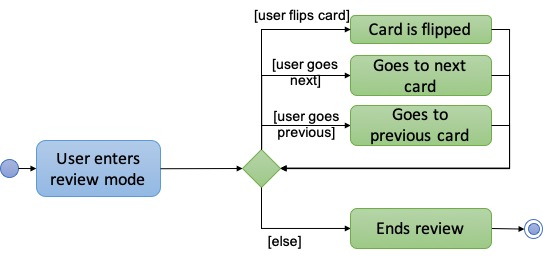 [user flips card]
Card is flipped
[user goes
next]
Goes to next
card
[user goes
previous]
Goes to
previous card
User enters
review mode
[else]
Ends review